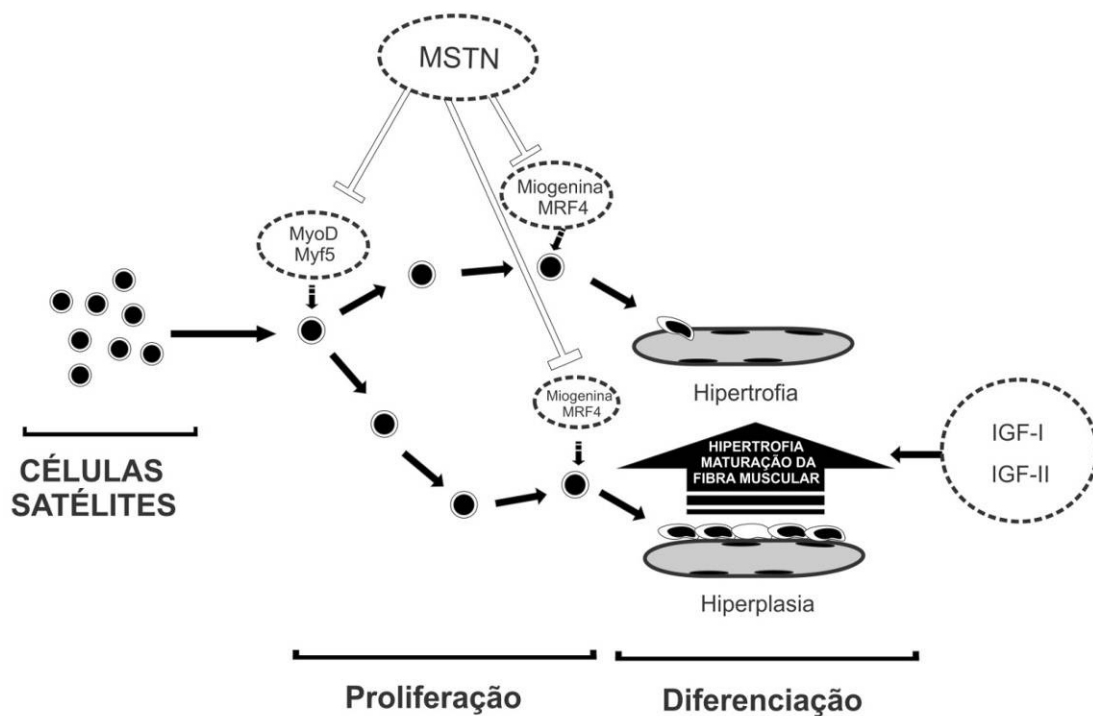 MSTN
Miogenina
MRF4
MyoD
Myf5
Miogenina
MRF4
Hipertrofia
HIPERTROFIA
MATURAÇÃO DA
FIBRA MUSCULAR
IGF-I
IGF-II
CÉLULAS
SATÉLITES
Hiperplasia
Proliferação
Diferenciação